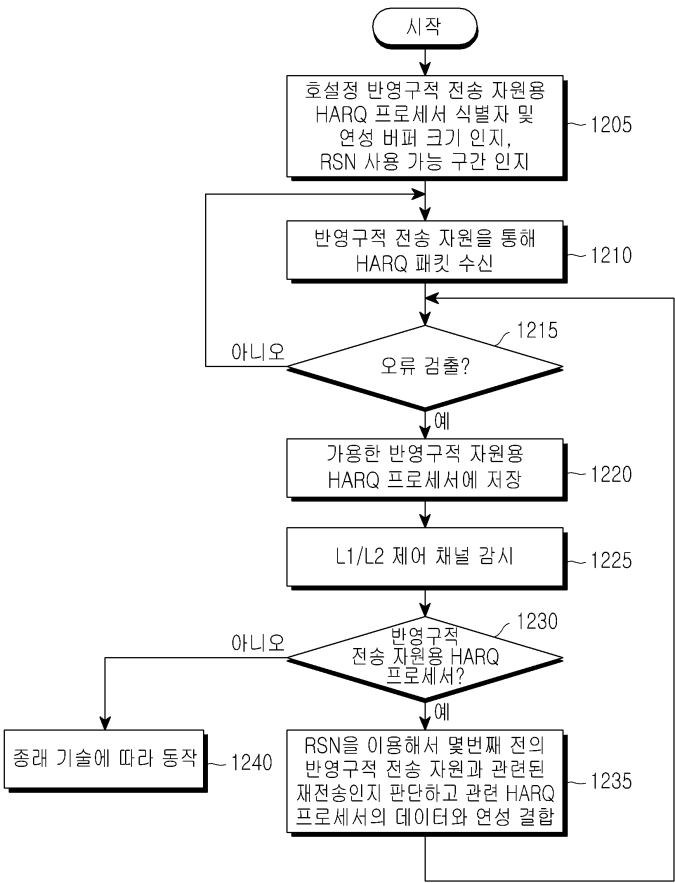 시작
호설정 반영구적 전송 자원용
HARQ 프로세서 식별자 및
연성 버퍼 크기 인지,
RSN 사용 가능 구간 인지
1205
반영구적 전송 자원을 통해
HARQ 패킷 수신
1210
1215
오류 검출?
아니오
예
가용한 반영구적 자원용
HARQ 프로세서에 저장
1220
L1/L2 제어 채널 감시
1225
1230
반영구적
전송 자원용 HARQ
프로세서?
아니오
예
종래 기술에 따라 동작
1240
RSN을 이용해서 몇번째 전의
반영구적 전송 자원과 관련된
재전송인지 판단하고 관련 HARQ
프로세서의 데이터와 연성 결합
1235